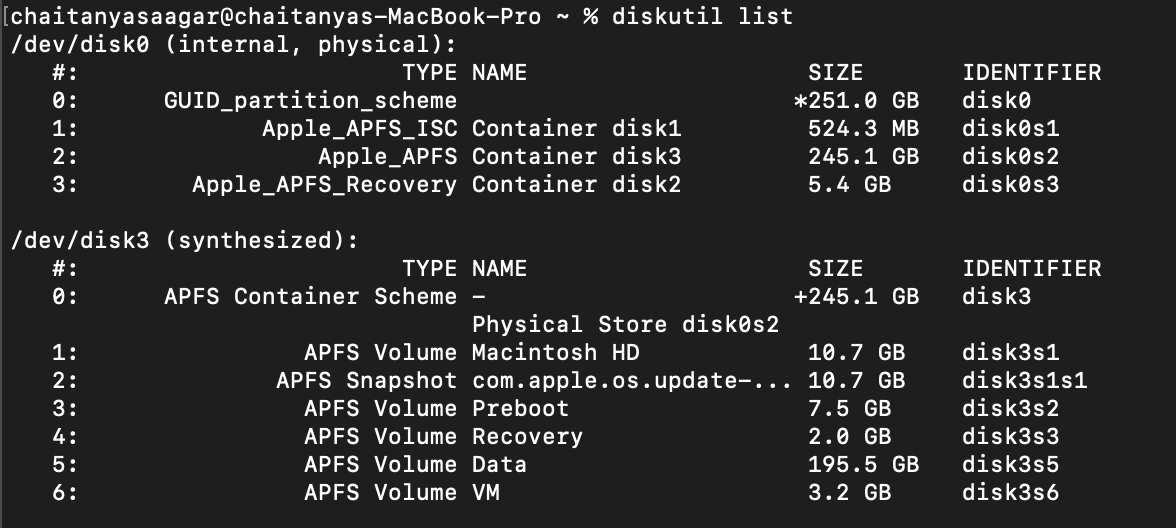 [chaitanyasaagar@chaitanyas-MacBook-Pro ~ % diskutil list
/dev/disk0 (internal, physical):
   #:                       TYPE NAME                    SIZE       IDENTIFIER
   0:      GUID_partition_scheme                        *251.0 GB   disk0
   1:             Apple_APFS_ISC Container disk1         524.3 MB   disk0s1
   2:                 Apple_APFS Container disk3         245.1 GB   disk0s2
   3:        Apple_APFS_Recovery Container disk2         5.4 GB     disk0s3

/dev/disk3 (synthesized):
   #:                       TYPE NAME                    SIZE       IDENTIFIER
   0:      APFS Container Scheme -                      +245.1 GB   disk3
                                 Physical Store disk0s2
   1:                APFS Volume Macintosh HD            10.7 GB    disk3s1
   2:              APFS Snapshot com.apple.os.update-... 10.7 GB    disk3s1s1
   3:                APFS Volume Preboot                 7.5 GB     disk3s2
   4:                APFS Volume Recovery                2.0 GB     disk3s3
   5:                APFS Volume Data                    195.5 GB   disk3s5
   6:                APFS Volume VM                      3.2 GB     disk3s6